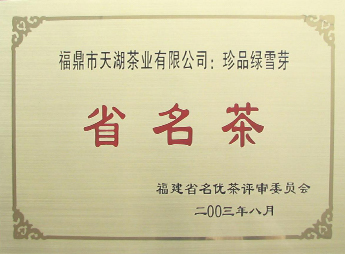 福鼎市天湖茶业有限公司：珍品绿雪芽
省名茶
福建省名优茶评审委员会
二00三年八月